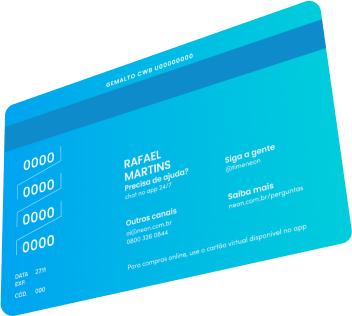 GEMALTO CWB U00000000
0000
0000
0000
0000
DATA EXP. 27/11
CÓD. 000
RAFAEL
MARTINS
Precisa de ajuda?
chat no app 24/7
Outros canais
oi@neon.com.br
0800 326 0844
Siga a gente
@timeneon
Saiba mais
neon.com.br/perguntas
Para compras online, use o cartão virtual disponível no app